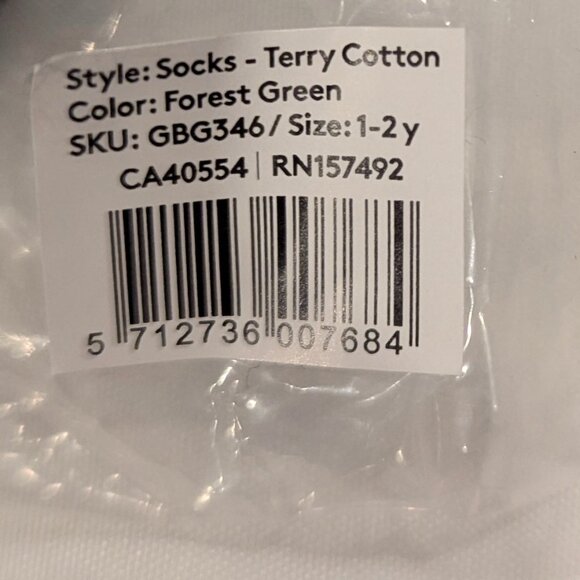 Style: Socks - Terry Cotton
Color: Forest Green
SKU: GBG346 / Size: 1-2 y
CA40554 | RN157492
5 712736 007684